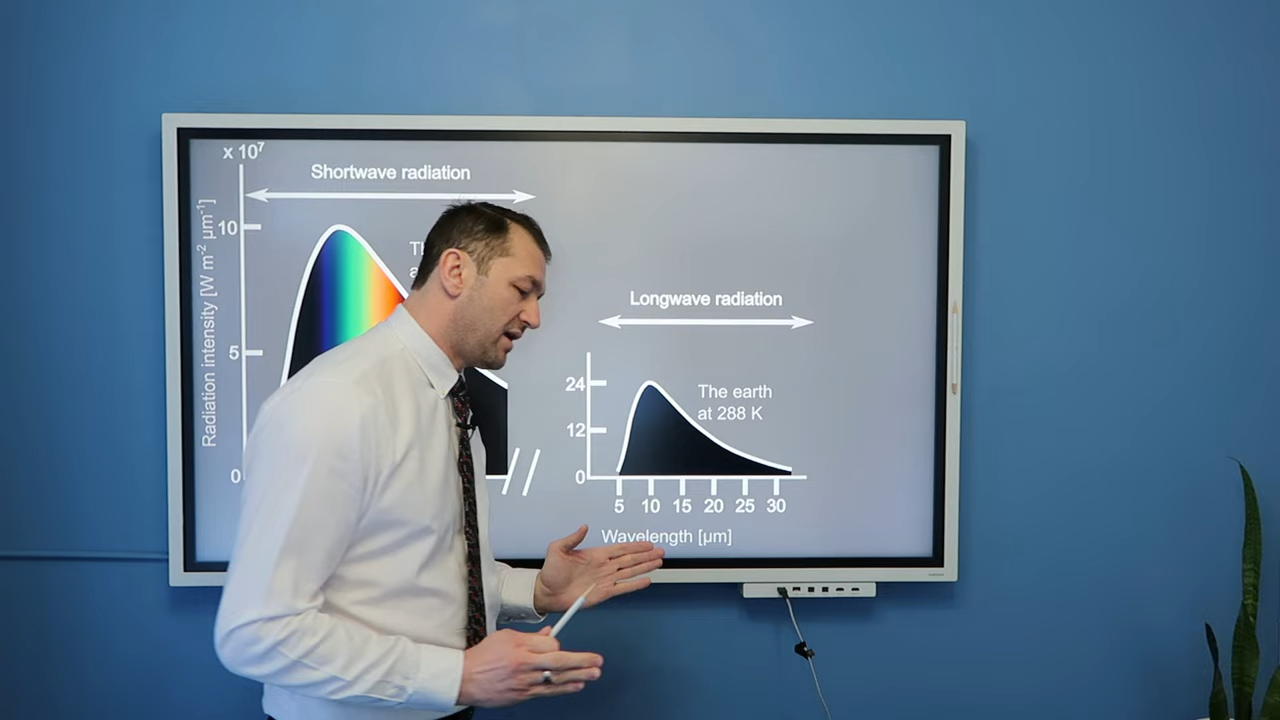 x 10⁷
Shortwave radiation
10
5
0
Radiation intensity [W m⁻² µm⁻¹]
Longwave radiation
24
12
0
The earth
at 288 K
5 10 15 20 25 30
Wavelength [µm]